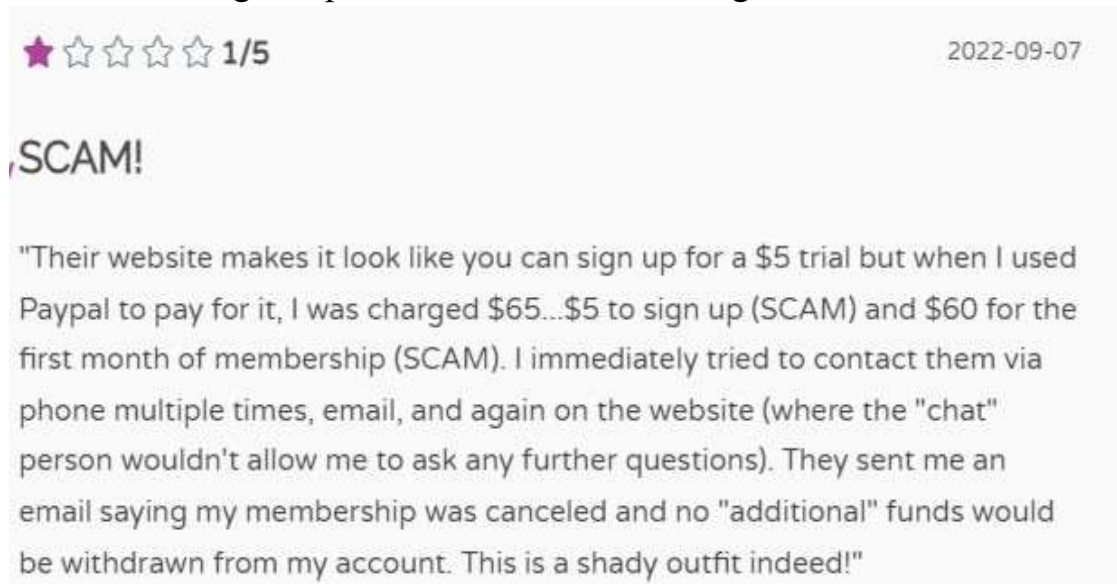 1/5
2022-09-07
SCAM!
"Their website makes it look like you can sign up for a $5 trial but when I used
Paypal to pay for it, I was charged $65...$5 to sign up (SCAM) and $60 for the
first month of membership (SCAM). I immediately tried to contact them via
phone multiple times, email, and again on the website (where the "chat"
person wouldn't allow me to ask any further questions). They sent me an
email saying my membership was canceled and no "additional" funds would
be withdrawn from my account. This is a shady outfit indeed!"